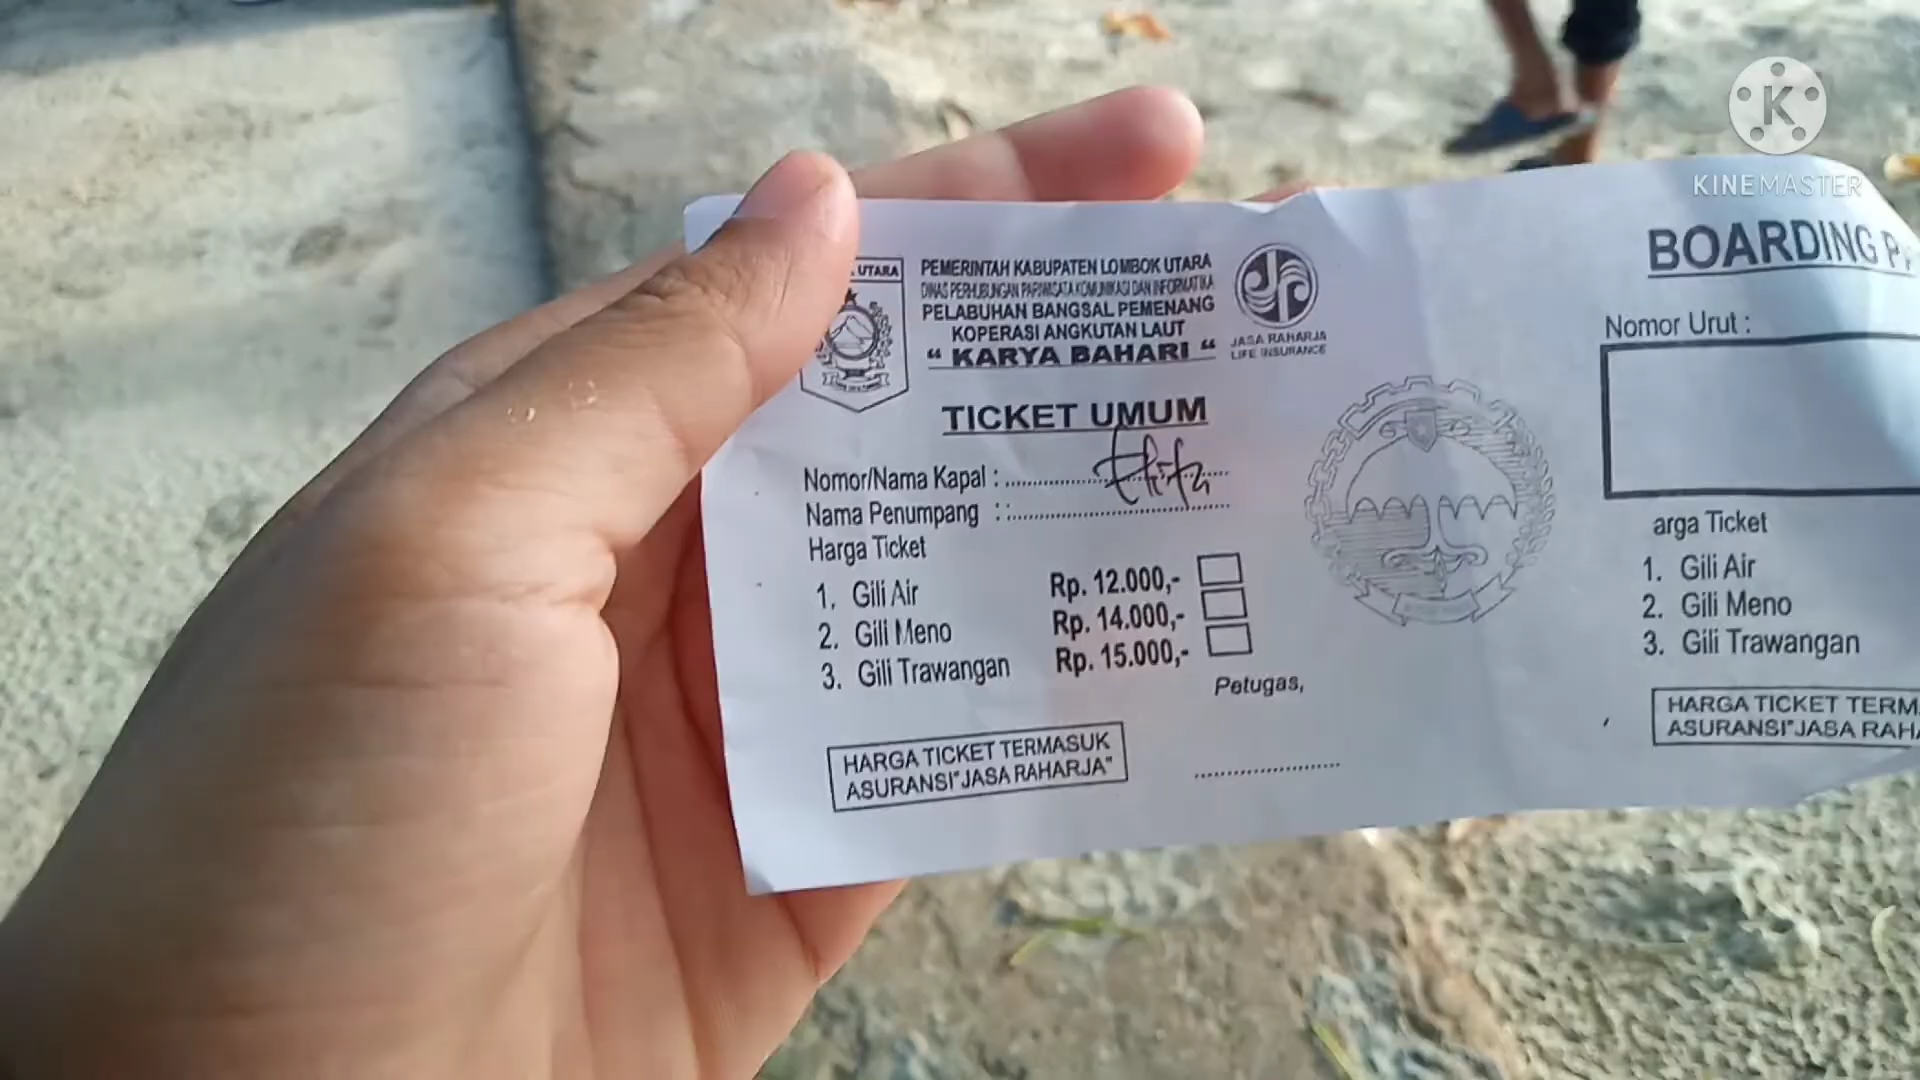 KINEMASTER
UTARA
PEMERINTAH KABUPATEN LOMBOK UTARA
DINAS PERHUBUNGAN PARIWISATA KOMUNIKASI DAN INFORMATIKA
PELABUHAN BANGSAL PEMENANG
KOPERASI ANGKUTAN LAUT
“ KARYA BAHARI “
JASA RAHARJA
LIFE INSURANCE
TICKET UMUM
Nomor/Nama Kapal :
Nama Penumpang ::
Harga Ticket
1. Gili Air Rp. 12.000,-
2. Gili Meno Rp. 14.000,-
3. Gili Trawangan Rp. 15.000,-
Petugas,
HARGA TICKET TERMASUK
ASURANSI"JASA RAHARJA"
BOARDING P
Nomor Urut :
arga Ticket
1. Gili Air
2. Gili Meno
3. Gili Trawangan
HARGA TICKET TERM
ASURANSI"JASA RAHA